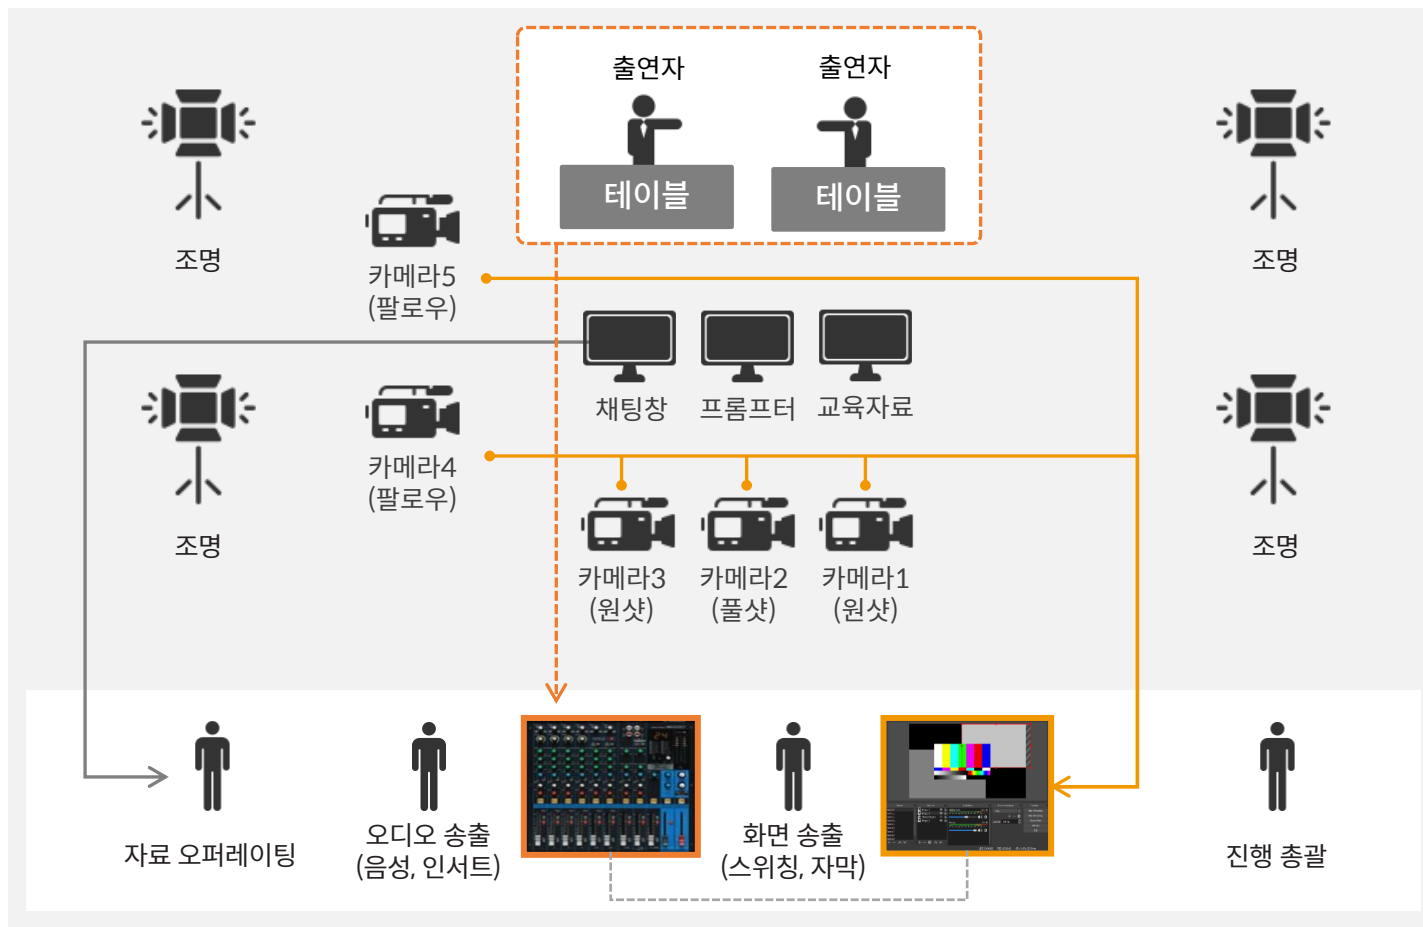 출연자
출연자
테이블
테이블
조명
카메라5
(팔로우)
조명
채팅창
프롬프터
교육자료
조명
카메라4
(팔로우)
조명
카메라3
(원샷)
카메라2
(풀샷)
카메라1
(원샷)
자료 오퍼레이팅
오디오 송출
(음성, 인서트)
24
화면 송출
(스위칭, 자막)
진행 총괄